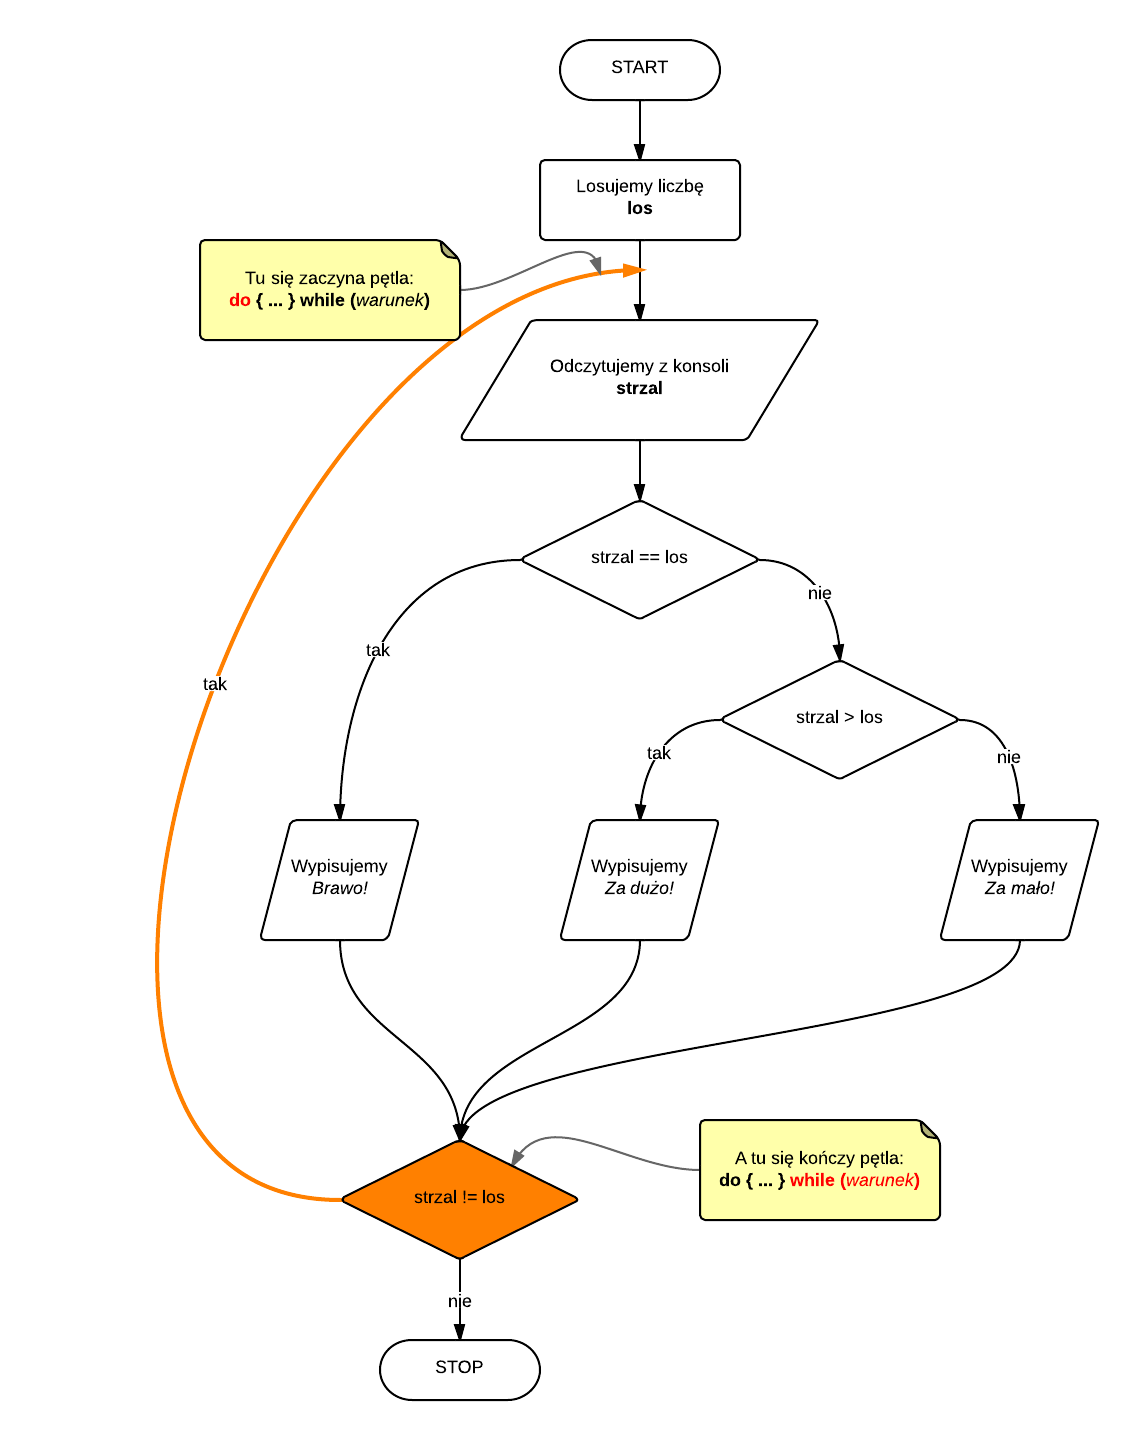 START
Losujemy liczbę
los
Tu się zaczyna pętla:
do { ... } while (warunek)
Odczytujemy z konsoli
strzal
strzal == los
nie
tak
tak
strzal > los
tak
nie
Wypisujemy
Brawo!
Wypisujemy
Za dużo!
Wypisujemy
Za mało!
A tu się kończy pętla:
do { ... } while (warunek)
strzal != los
nie
STOP